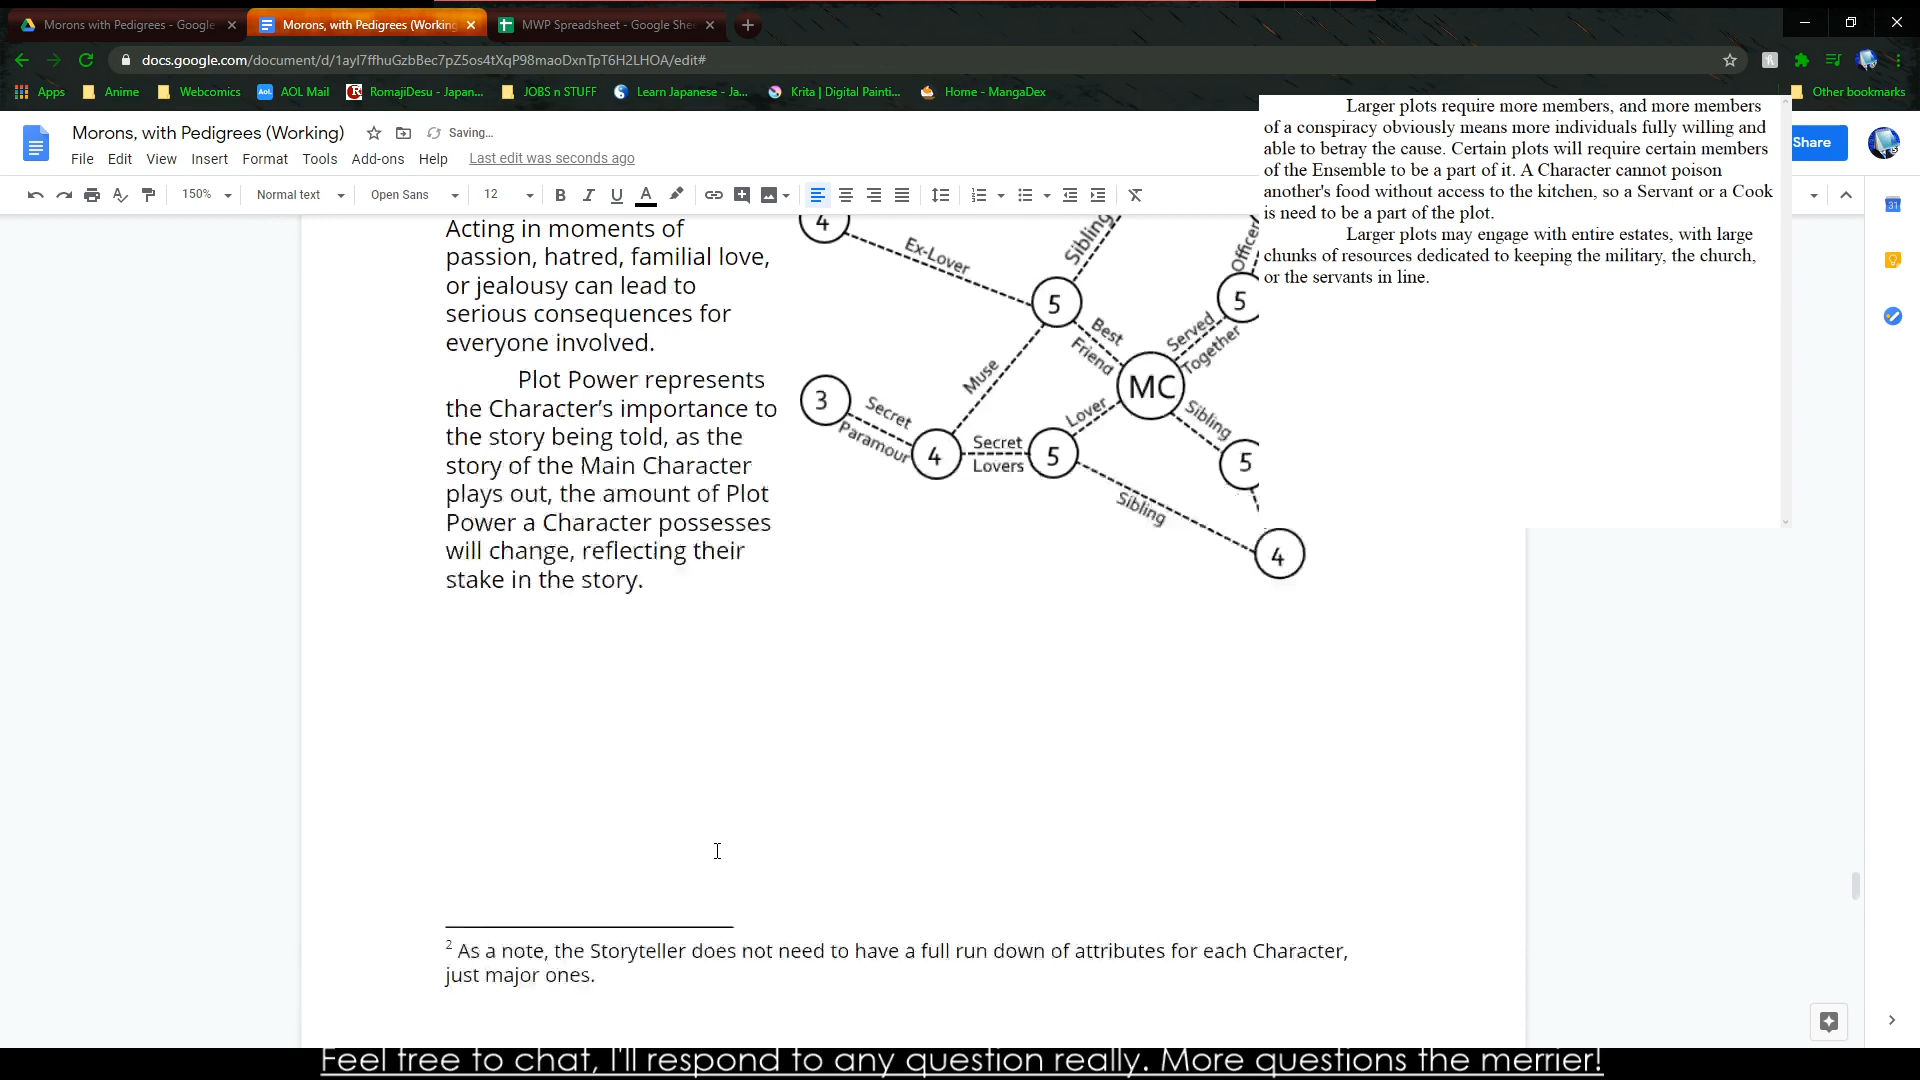 Morons with Pedigrees - Google
Morons, with Pedigrees (Working
MWP Spreadsheet - Google She
docs.google.com/document/d/1ayl7ffhuGzbBec7pZ5os4tXqP98maoDxnTpT6H2LHOA/edit#
Apps
Anime
Webcomics
AOL Mail
RomajiDesu - Japan...
JOBS n STUFF
Learn Japanese - Ja...
Krita | Digital Painti...
Home - MangaDex
Other bookmarks
Morons, with Pedigrees (Working)
Saving...
File Edit View Insert Format Tools Add-ons Help Last edit was seconds ago
Share
150% Normal text Open Sans 12
Larger plots require more members, and more members
of a conspiracy obviously means more individuals fully willing and
able to betray the cause. Certain plots will require certain members
of the Ensemble to be a part of it. A Character cannot poison
another's food without access to the kitchen, so a Servant or a Cook
is need to be a part of the plot.
Larger plots may engage with entire estates, with large
chunks of resources dedicated to keeping the military, the church,
or the servants in line.
Acting in moments of
passion, hatred, familial love,
or jealousy can lead to
serious consequences for
everyone involved.
Plot Power represents
the Character's importance to
the story being told, as the
story of the Main Character
plays out, the amount of Plot
Power a Character possesses
will change, reflecting their
stake in the story.
4
Ex-Lover
Sibling
Officer
5
5
Best
Friend
Served
Together
Muse
MC
3
Secret
Paramour
4
Secret
Lovers
5
Lover
Sibling
5
Sibling
4
2 As a note, the Storyteller does not need to have a full run down of attributes for each Character,
just major ones.
Feel free to chat, I'll respond to any question really. More questions the merrier!